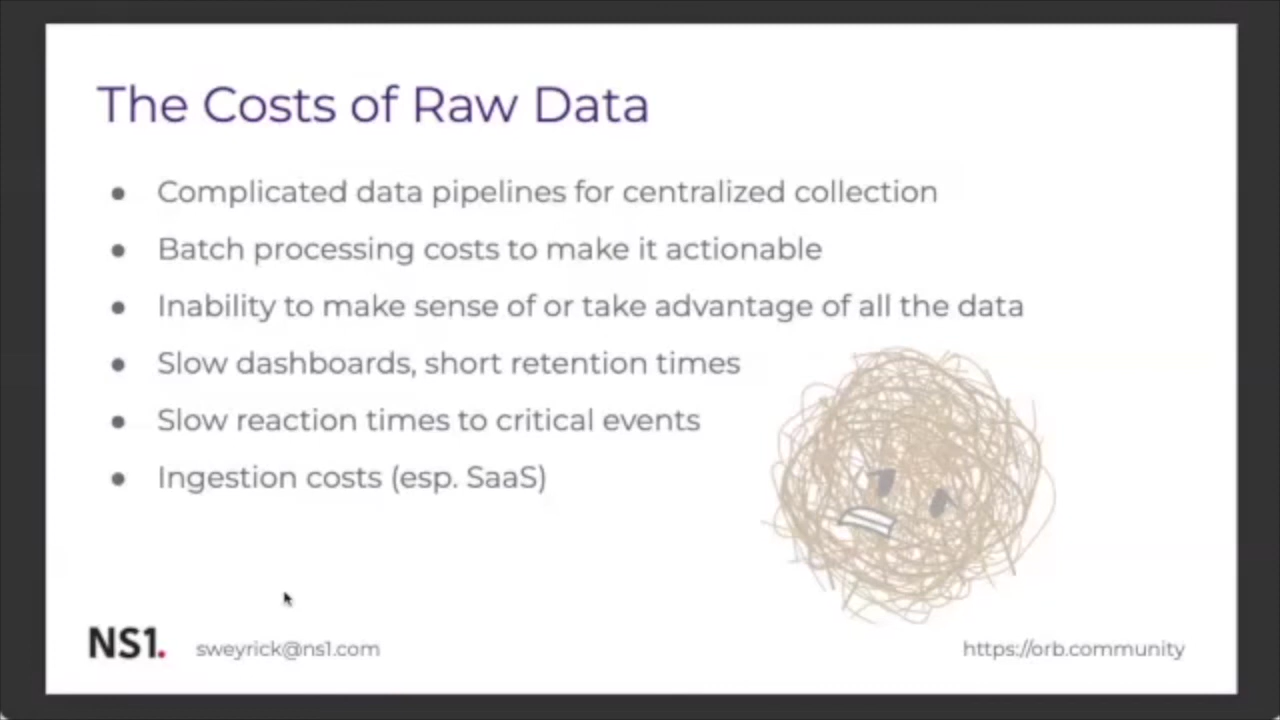 The Costs of Raw Data
● Complicated data pipelines for centralized collection
● Batch processing costs to make it actionable
● Inability to make sense of or take advantage of all the data
● Slow dashboards, short retention times
● Slow reaction times to critical events
● Ingestion costs (esp. SaaS)
NS1. sweyrick@ns1.com https://orb.community